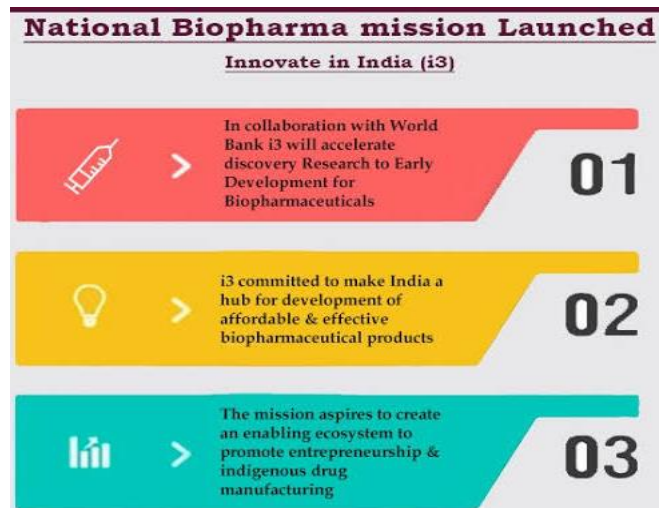 National Biopharma mission Launched
Innovate in India (i3)
In collaboration with World
Bank i3 will accelerate
discovery Research to Early
Development for
Biopharmaceuticals
01
i3 committed to make India a
hub for development of
affordable & effective
biopharmaceutical products
02
The mission aspires to create
an enabling ecosystem to
promote entrepreneurship &
indigenous drug
manufacturing
03